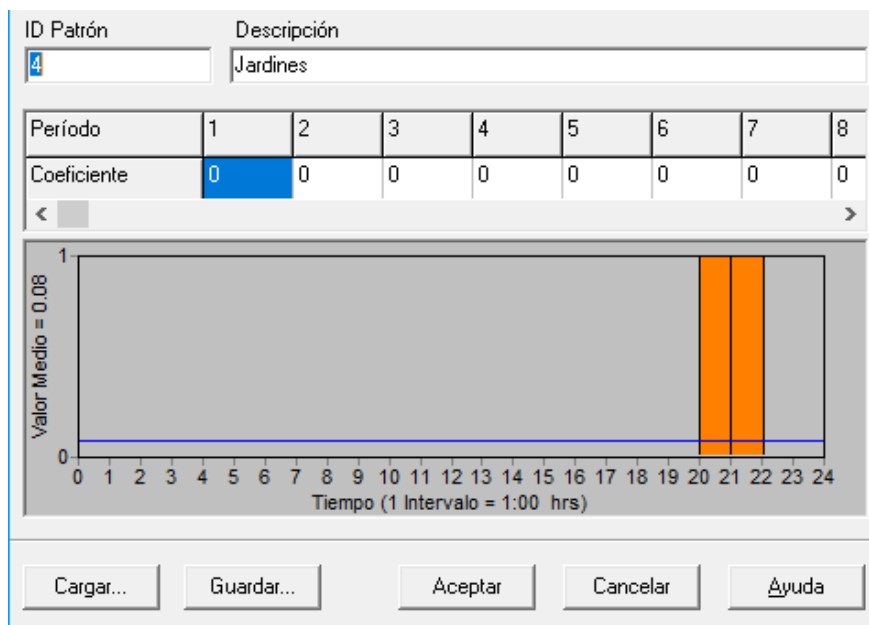 ID Patrón Descripción
4 Jardines
Período 1 2 3 4 5 6 7 8
Coeficiente 0 0 0 0 0 0 0 0
< >
1
Valor Medio = 0.08
0
0 1 2 3 4 5 6 7 8 9 10 11 12 13 14 15 16 17 18 19 20 21 22 23 24
Tiempo (1 Intervalo = 1:00 hrs)
Cargar... Guardar... Aceptar Cancelar Ayuda